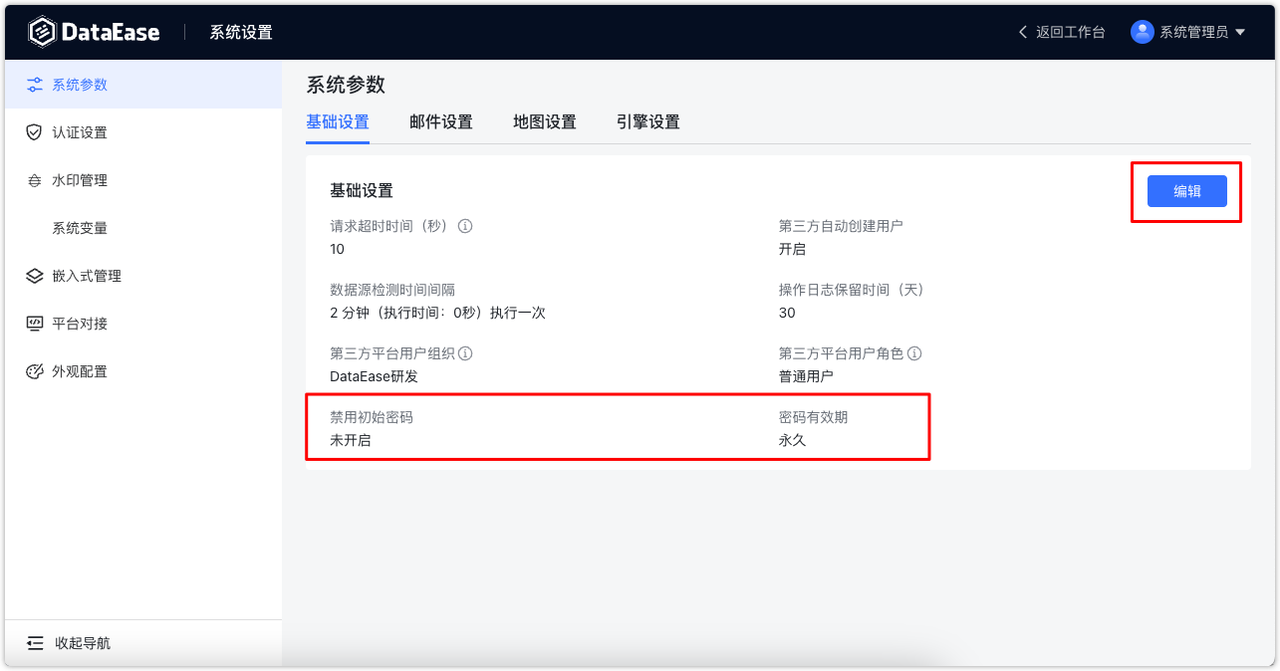 DataEase 系统设置 返回工作台 系统管理员
系统参数
认证设置
水印管理
系统变量
嵌入式管理
平台对接
外观配置
收起导航
系统参数
基础设置 邮件设置 地图设置 引擎设置
基础设置 编辑
请求超时时间（秒） 第三方自动创建用户
10 开启
数据源检测时间间隔 操作日志保留时间（天）
2 分钟（执行时间：0秒）执行一次 30
第三方平台用户组织 第三方平台用户角色
DataEase研发 普通用户
禁用初始密码 密码有效期
未开启 永久